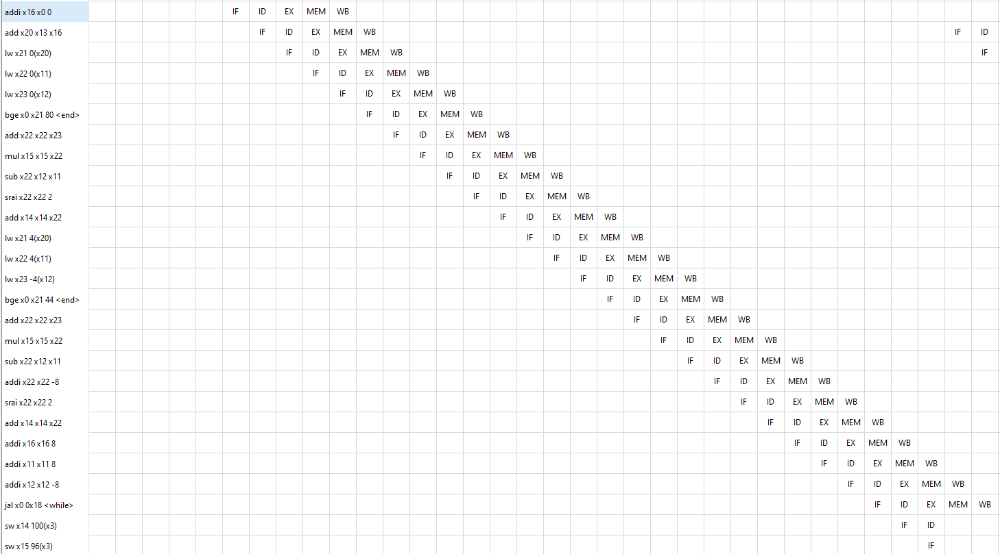 addi x16 x0 0 IF ID EX MEM WB
add x20 x13 x16 IF ID EX MEM WB IF ID
lw x21 0(x20) IF ID EX MEM WB IF
lw x22 0(x11) IF ID EX MEM WB
lw x23 0(x12) IF ID EX MEM WB
bge x0 x21 80 <end> IF ID EX MEM WB
add x22 x22 x23 IF ID EX MEM WB
mul x15 x15 x22 IF ID EX MEM WB
sub x22 x12 x11 IF ID EX MEM WB
srai x22 x22 2 IF ID EX MEM WB
add x14 x14 x22 IF ID EX MEM WB
lw x21 4(x20) IF ID EX MEM WB
lw x22 4(x11) IF ID EX MEM WB
lw x23 -4(x12) IF ID EX MEM WB
bge x0 x21 44 <end> IF ID EX MEM WB
add x22 x22 x23 IF ID EX MEM WB
mul x15 x15 x22 IF ID EX MEM WB
sub x22 x12 x11 IF ID EX MEM WB
addi x22 x22 -8 IF ID EX MEM WB
srai x22 x22 2 IF ID EX MEM WB
add x14 x14 x22 IF ID EX MEM WB
addi x16 x16 8 IF ID EX MEM WB
addi x11 x11 8 IF ID EX MEM WB
addi x12 x12 -8 IF ID EX MEM WB
jal x0 0x18 <while> IF ID EX MEM WB
sw x14 100(x3) IF ID
sw x15 96(x3) IF